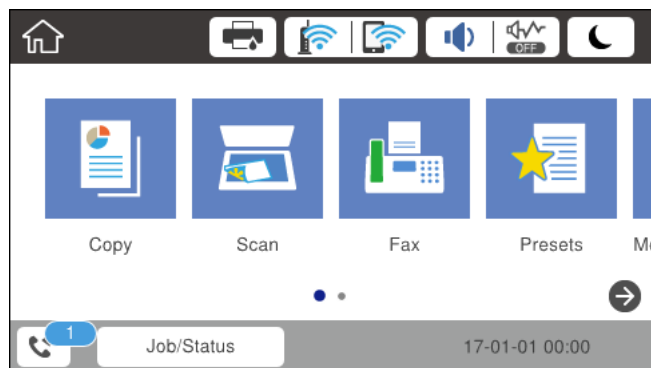 OFF
Copy
Scan
Fax
Presets
1
Job/Status
17-01-01 00:00